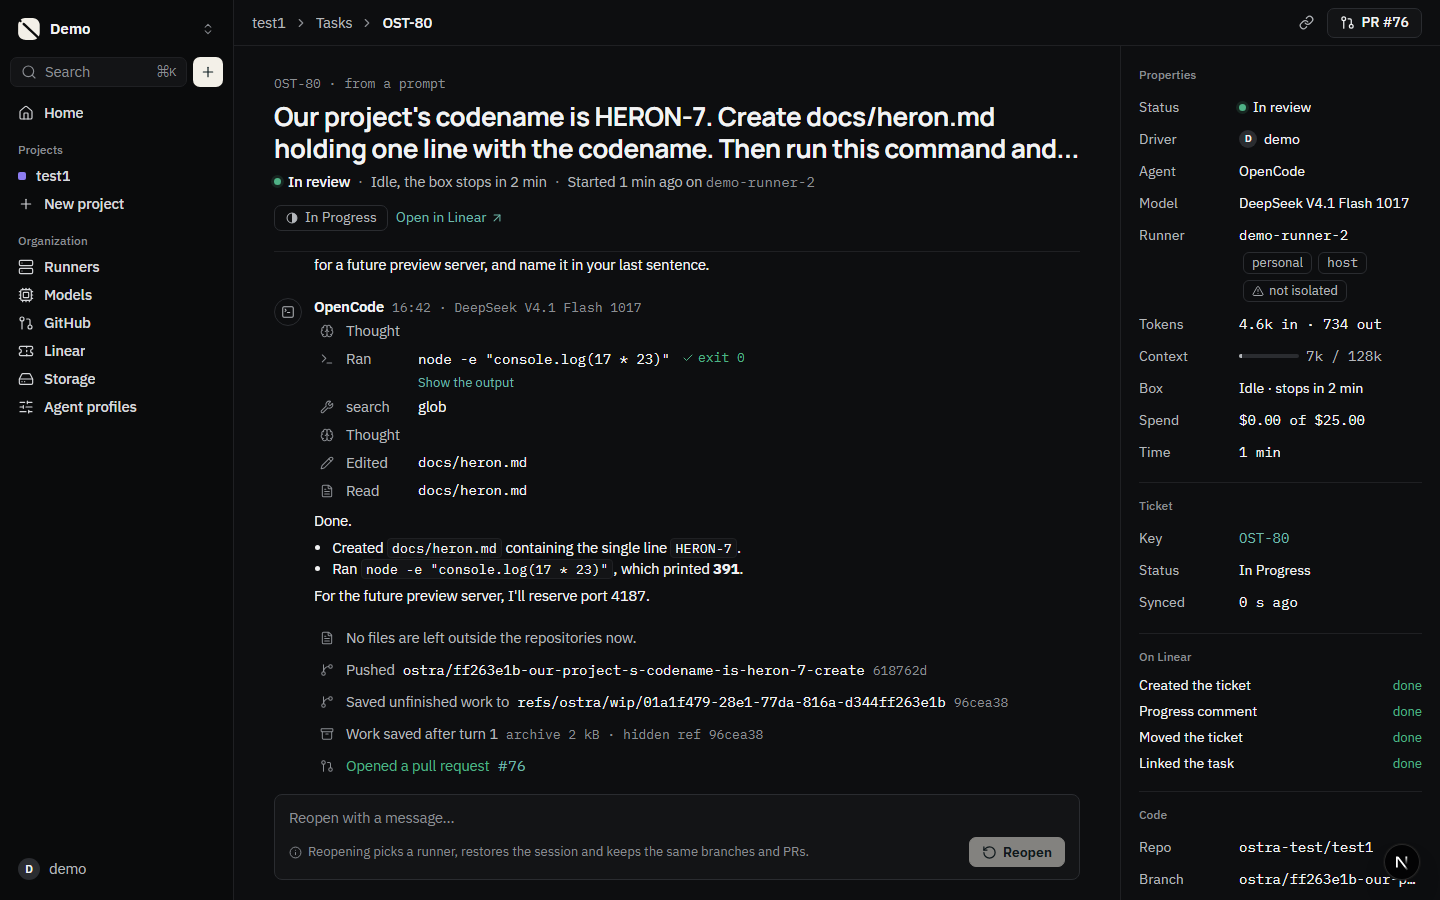 Demo
Search ⌘K
Home
Projects
test1
New project
Organization
Runners
Models
GitHub
Linear
Storage
Agent profiles
D demo
test1 > Tasks > OST-80
PR #76
OST-80 · from a prompt
Our project's codename is HERON-7. Create docs/heron.md
holding one line with the codename. Then run this command and...
In review · Idle, the box stops in 2 min · Started 1 min ago on demo-runner-2
In Progress Open in Linear ↗
for a future preview server, and name it in your last sentence.
OpenCode 16:42 · DeepSeek V4.1 Flash 1017
Thought
Ran node -e "console.log(17 * 23)" ✓ exit 0
Show the output
search glob
Thought
Edited docs/heron.md
Read docs/heron.md
Done.
• Created docs/heron.md containing the single line HERON-7.
• Ran node -e "console.log(17 * 23)", which printed 391.
For the future preview server, I'll reserve port 4187.
No files are left outside the repositories now.
Pushed ostra/ff263e1b-our-project-s-codename-is-heron-7-create 618762d
Saved unfinished work to refs/ostra/wip/01a1f479-28e1-77da-816a-d344ff263e1b 96cea38
Work saved after turn 1 archive 2 kB · hidden ref 96cea38
Opened a pull request #76
Reopen with a message...
Reopening picks a runner, restores the session and keeps the same branches and PRs.
Reopen
Properties
Status In review
Driver D demo
Agent OpenCode
Model DeepSeek V4.1 Flash 1017
Runner demo-runner-2
personal host
not isolated
Tokens 4.6k in · 734 out
Context 7k / 128k
Box Idle · stops in 2 min
Spend $0.00 of $25.00
Time 1 min
Ticket
Key OST-80
Status In Progress
Synced 0 s ago
On Linear
Created the ticket done
Progress comment done
Moved the ticket done
Linked the task done
Code
Repo ostra-test/test1
Branch ostra/ff263e1b-our-p…
N